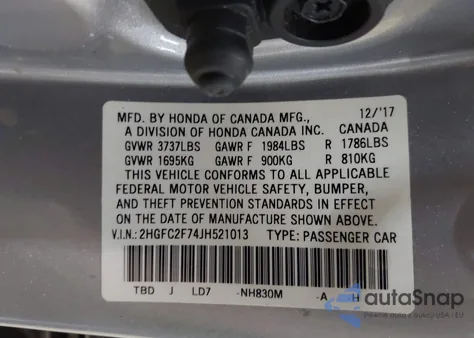 MFD. BY HONDA OF CANADA MFG., 12/'17
A DIVISION OF HONDA CANADA INC. CANADA
GVWR 3737LBS GAWR F 1984LBS R 1786LBS
GVWR 1695KG GAWR F 900KG R 810KG
THIS VEHICLE CONFORMS TO ALL APPLICABLE
FEDERAL MOTOR VEHICLE SAFETY, BUMPER,
AND THEFT PREVENTION STANDARDS IN EFFECT
ON THE DATE OF MANUFACTURE SHOWN ABOVE.
V.I.N.: 2HGFC2F74JH521013 TYPE: PASSENGER CAR
TBD J LD7 -NH830M -A H
autaSnap